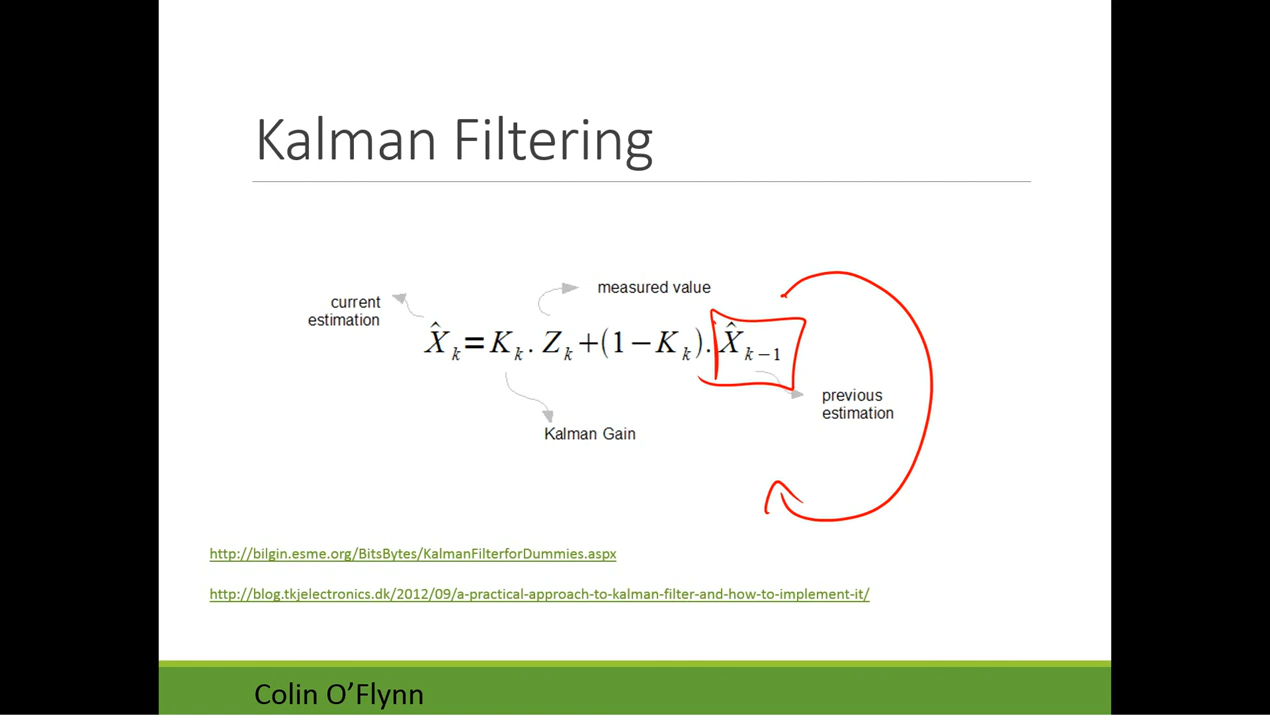 Kalman Filtering
measured value
current
estimation
X̂ₖ=Kₖ.Zₖ+(1−Kₖ).X̂ₖ₋₁
previous
estimation
Kalman Gain
http://bilgin.esme.org/BitsBytes/KalmanFilterforDummies.aspx
http://blog.tkjelectronics.dk/2012/09/a-practical-approach-to-kalman-filter-and-how-to-implement-it/
Colin O’Flynn